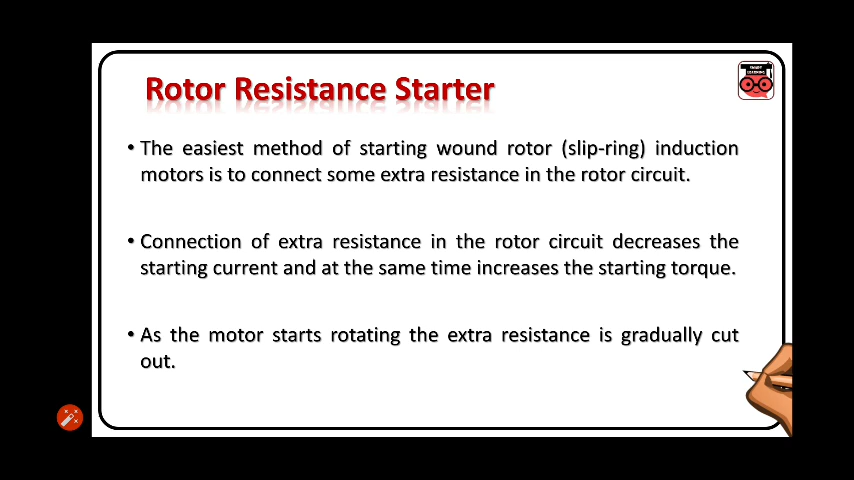 Rotor Resistance Starter
SMART
LEARNING
• The easiest method of starting wound rotor (slip-ring) induction
motors is to connect some extra resistance in the rotor circuit.
• Connection of extra resistance in the rotor circuit decreases the
starting current and at the same time increases the starting torque.
• As the motor starts rotating the extra resistance is gradually cut
out.